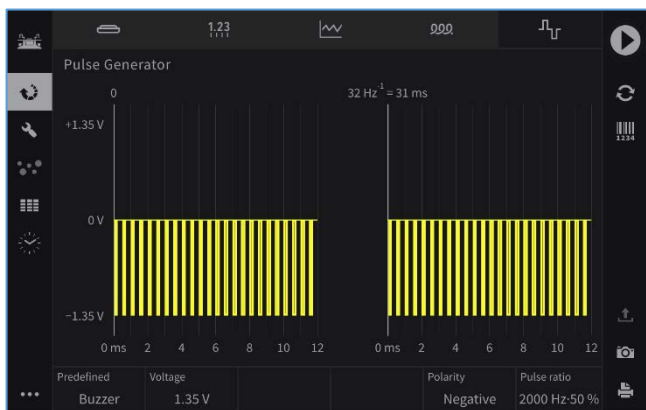 1.23
Pulse Generator
0
32 Hz⁻¹ = 31 ms
+1.35 V
0 V
−1.35 V
0 ms 2 4 6 8 10 12
0 ms 2 4 6 8 10 12
1234
Predefined Voltage Polarity Pulse ratio
Buzzer 1.35 V Negative 2000 Hz·50 %